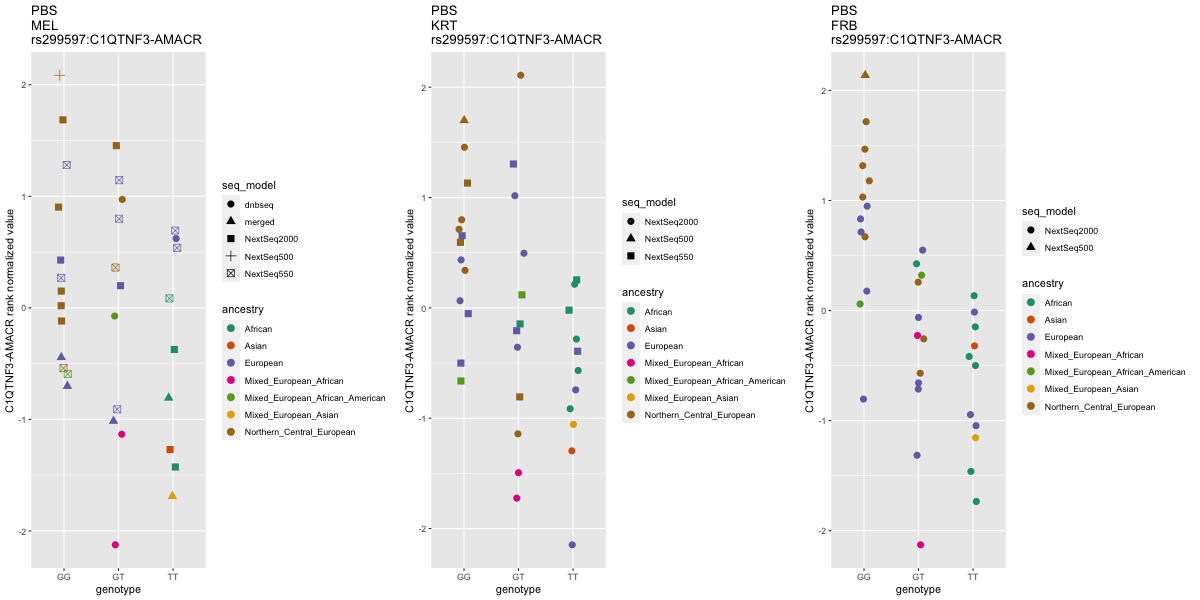 PBS
MEL
rs299597:C1QTNF3-AMACR
C1QTNF3-AMACR rank normalized value
2
1
0
-1
-2
GG
GT
TT
genotype
seq_model
dnbseq
merged
NextSeq2000
NextSeq500
NextSeq550
ancestry
African
Asian
European
Mixed_European_African
Mixed_European_African_American
Mixed_European_Asian
Northern_Central_European
PBS
KRT
rs299597:C1QTNF3-AMACR
C1QTNF3-AMACR rank normalized value
2
1
0
-1
-2
GG
GT
TT
genotype
seq_model
NextSeq2000
NextSeq500
NextSeq550
ancestry
African
Asian
European
Mixed_European_African
Mixed_European_African_American
Mixed_European_Asian
Northern_Central_European
PBS
FRB
rs299597:C1QTNF3-AMACR
C1QTNF3-AMACR rank normalized value
2
1
0
-1
-2
GG
GT
TT
genotype
seq_model
NextSeq2000
NextSeq500
ancestry
African
Asian
European
Mixed_European_African
Mixed_European_African_American
Mixed_European_Asian
Northern_Central_European